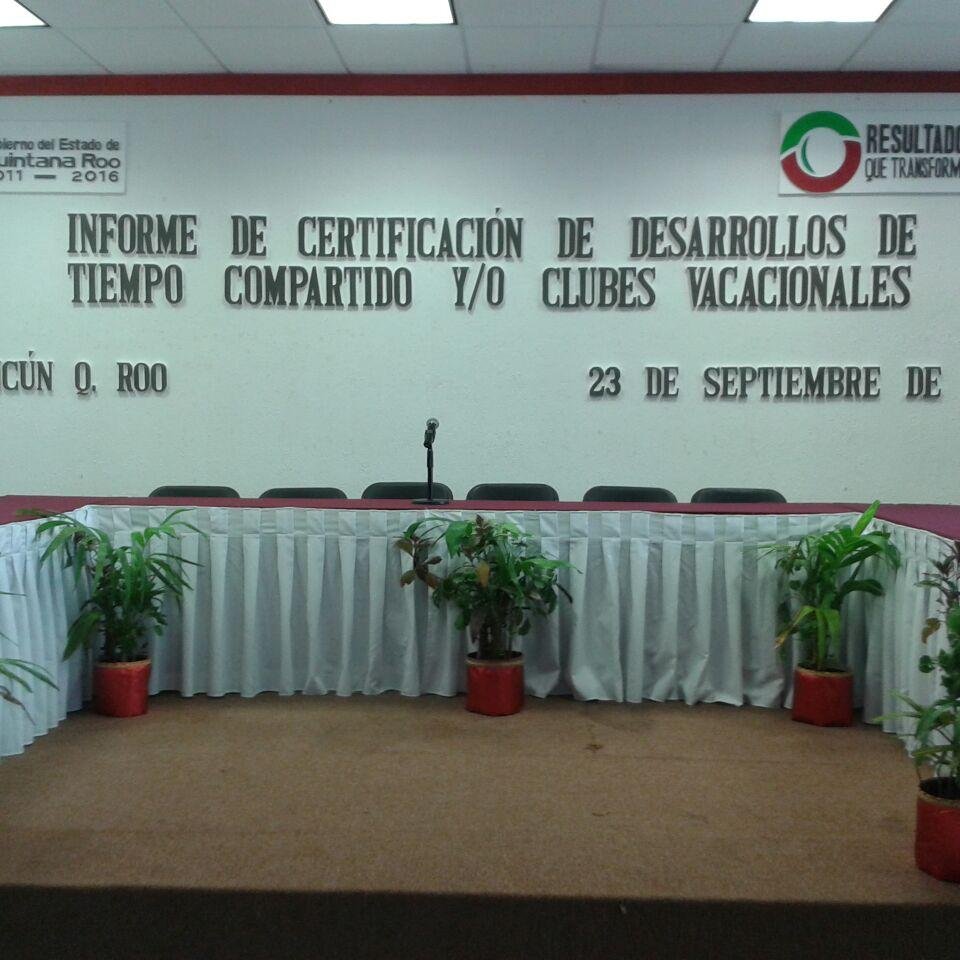 bierno del Estado de
uintana Roo
011 — 2016
RESULTADO
QUE TRANSFORM
INFORME DE CERTIFICACIÓN DE DESARROLLOS DE
TIEMPO COMPARTIDO Y/O CLUBES VACACIONALES
CÚN Q. ROO
23 DE SEPTIEMBRE DE